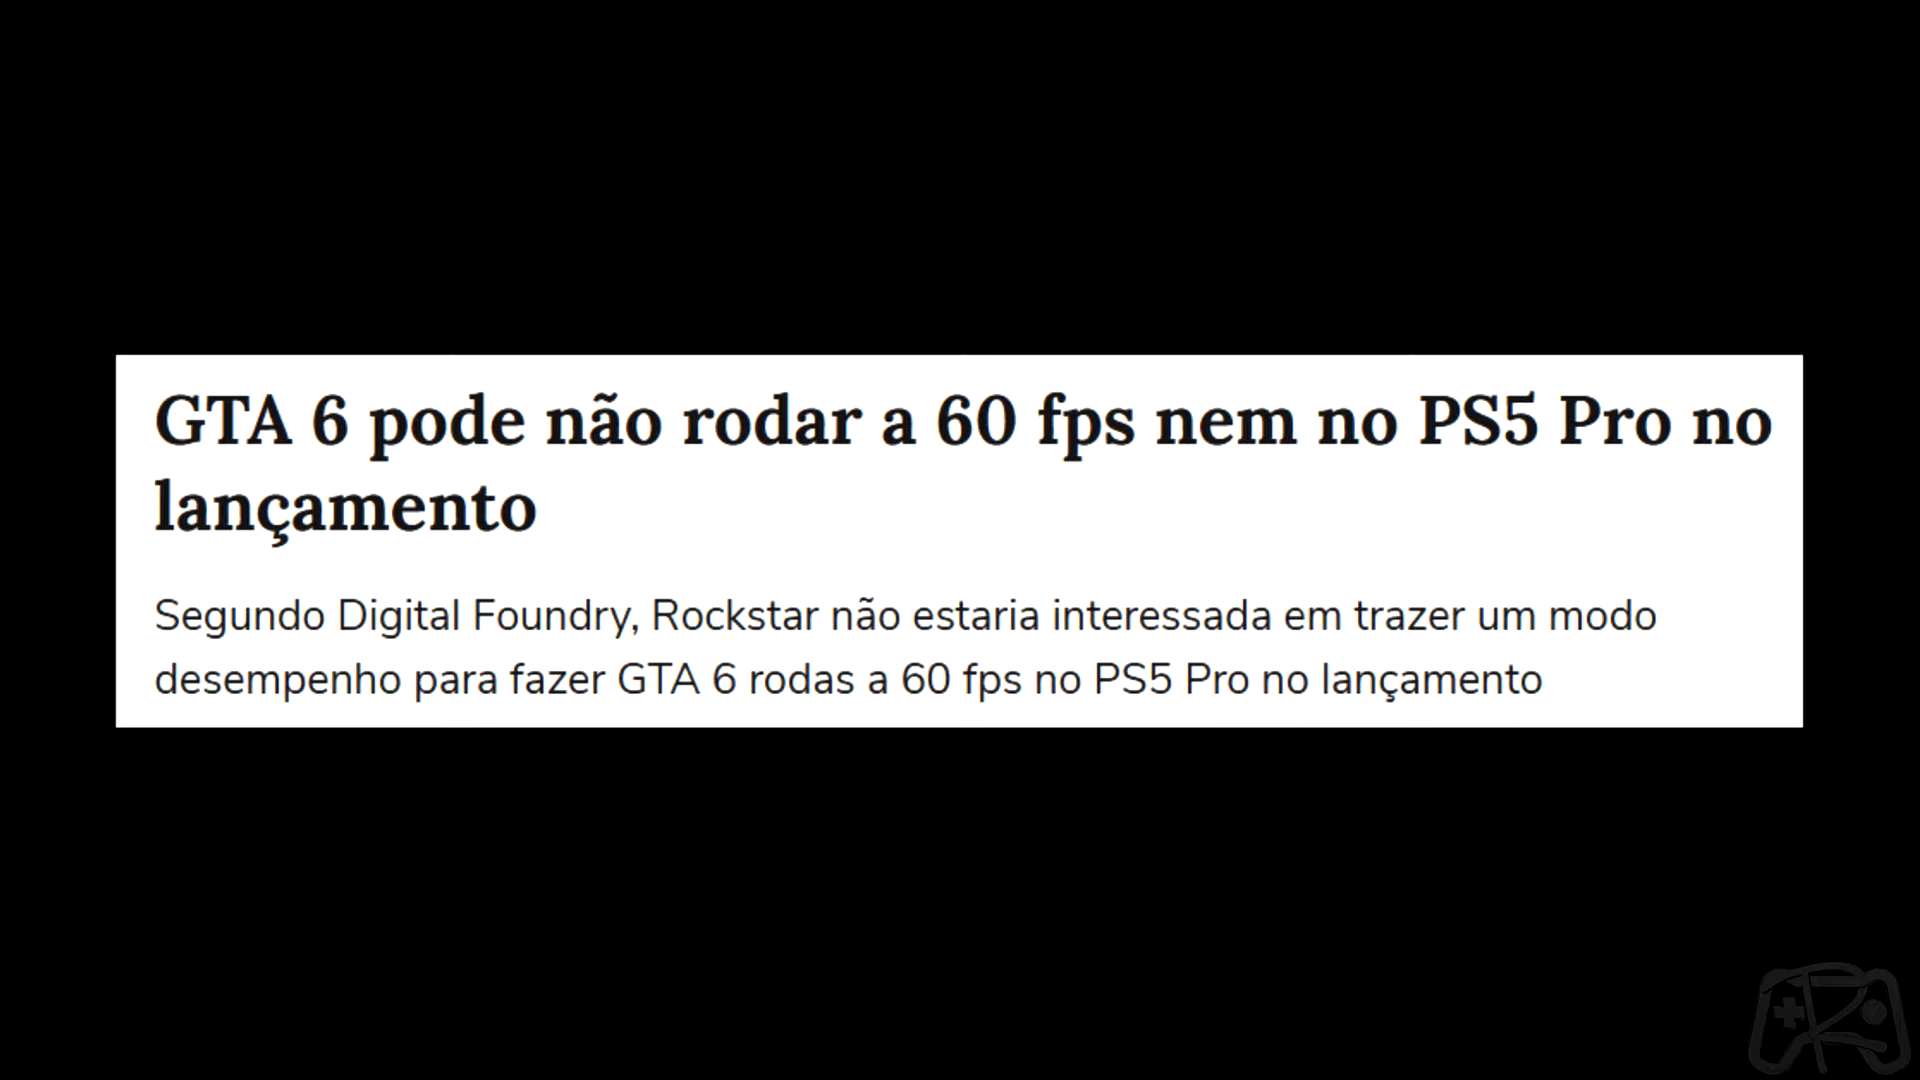 GTA 6 pode não rodar a 60 fps nem no PS5 Pro no
lançamento
Segundo Digital Foundry, Rockstar não estaria interessada em trazer um modo
desempenho para fazer GTA 6 rodas a 60 fps no PS5 Pro no lançamento